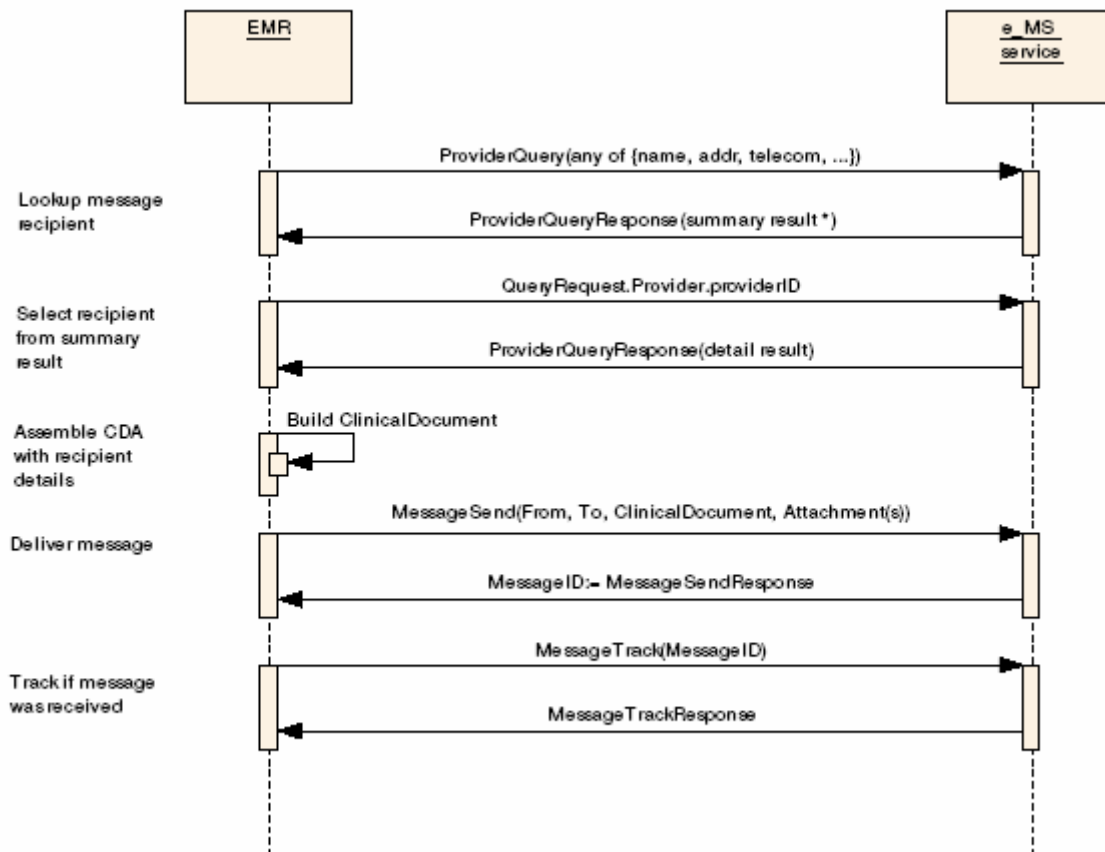 EMR
e_MS
service
ProviderQuery(any of {name, addr, telecom, ...})
Lookup message
recipient
ProviderQueryResponse(summary result *)
QueryRequest.Provider.providerID
Select recipient
from summary
result
ProviderQueryResponse(detail result)
Build ClinicalDocument
Assemble CDA
with recipient
details
MessageSend(From, To, ClinicalDocument, Attachment(s))
Deliver message
MessageID:= MessageSendResponse
MessageTrack(MessageID)
Track if message
was received
MessageTrackResponse